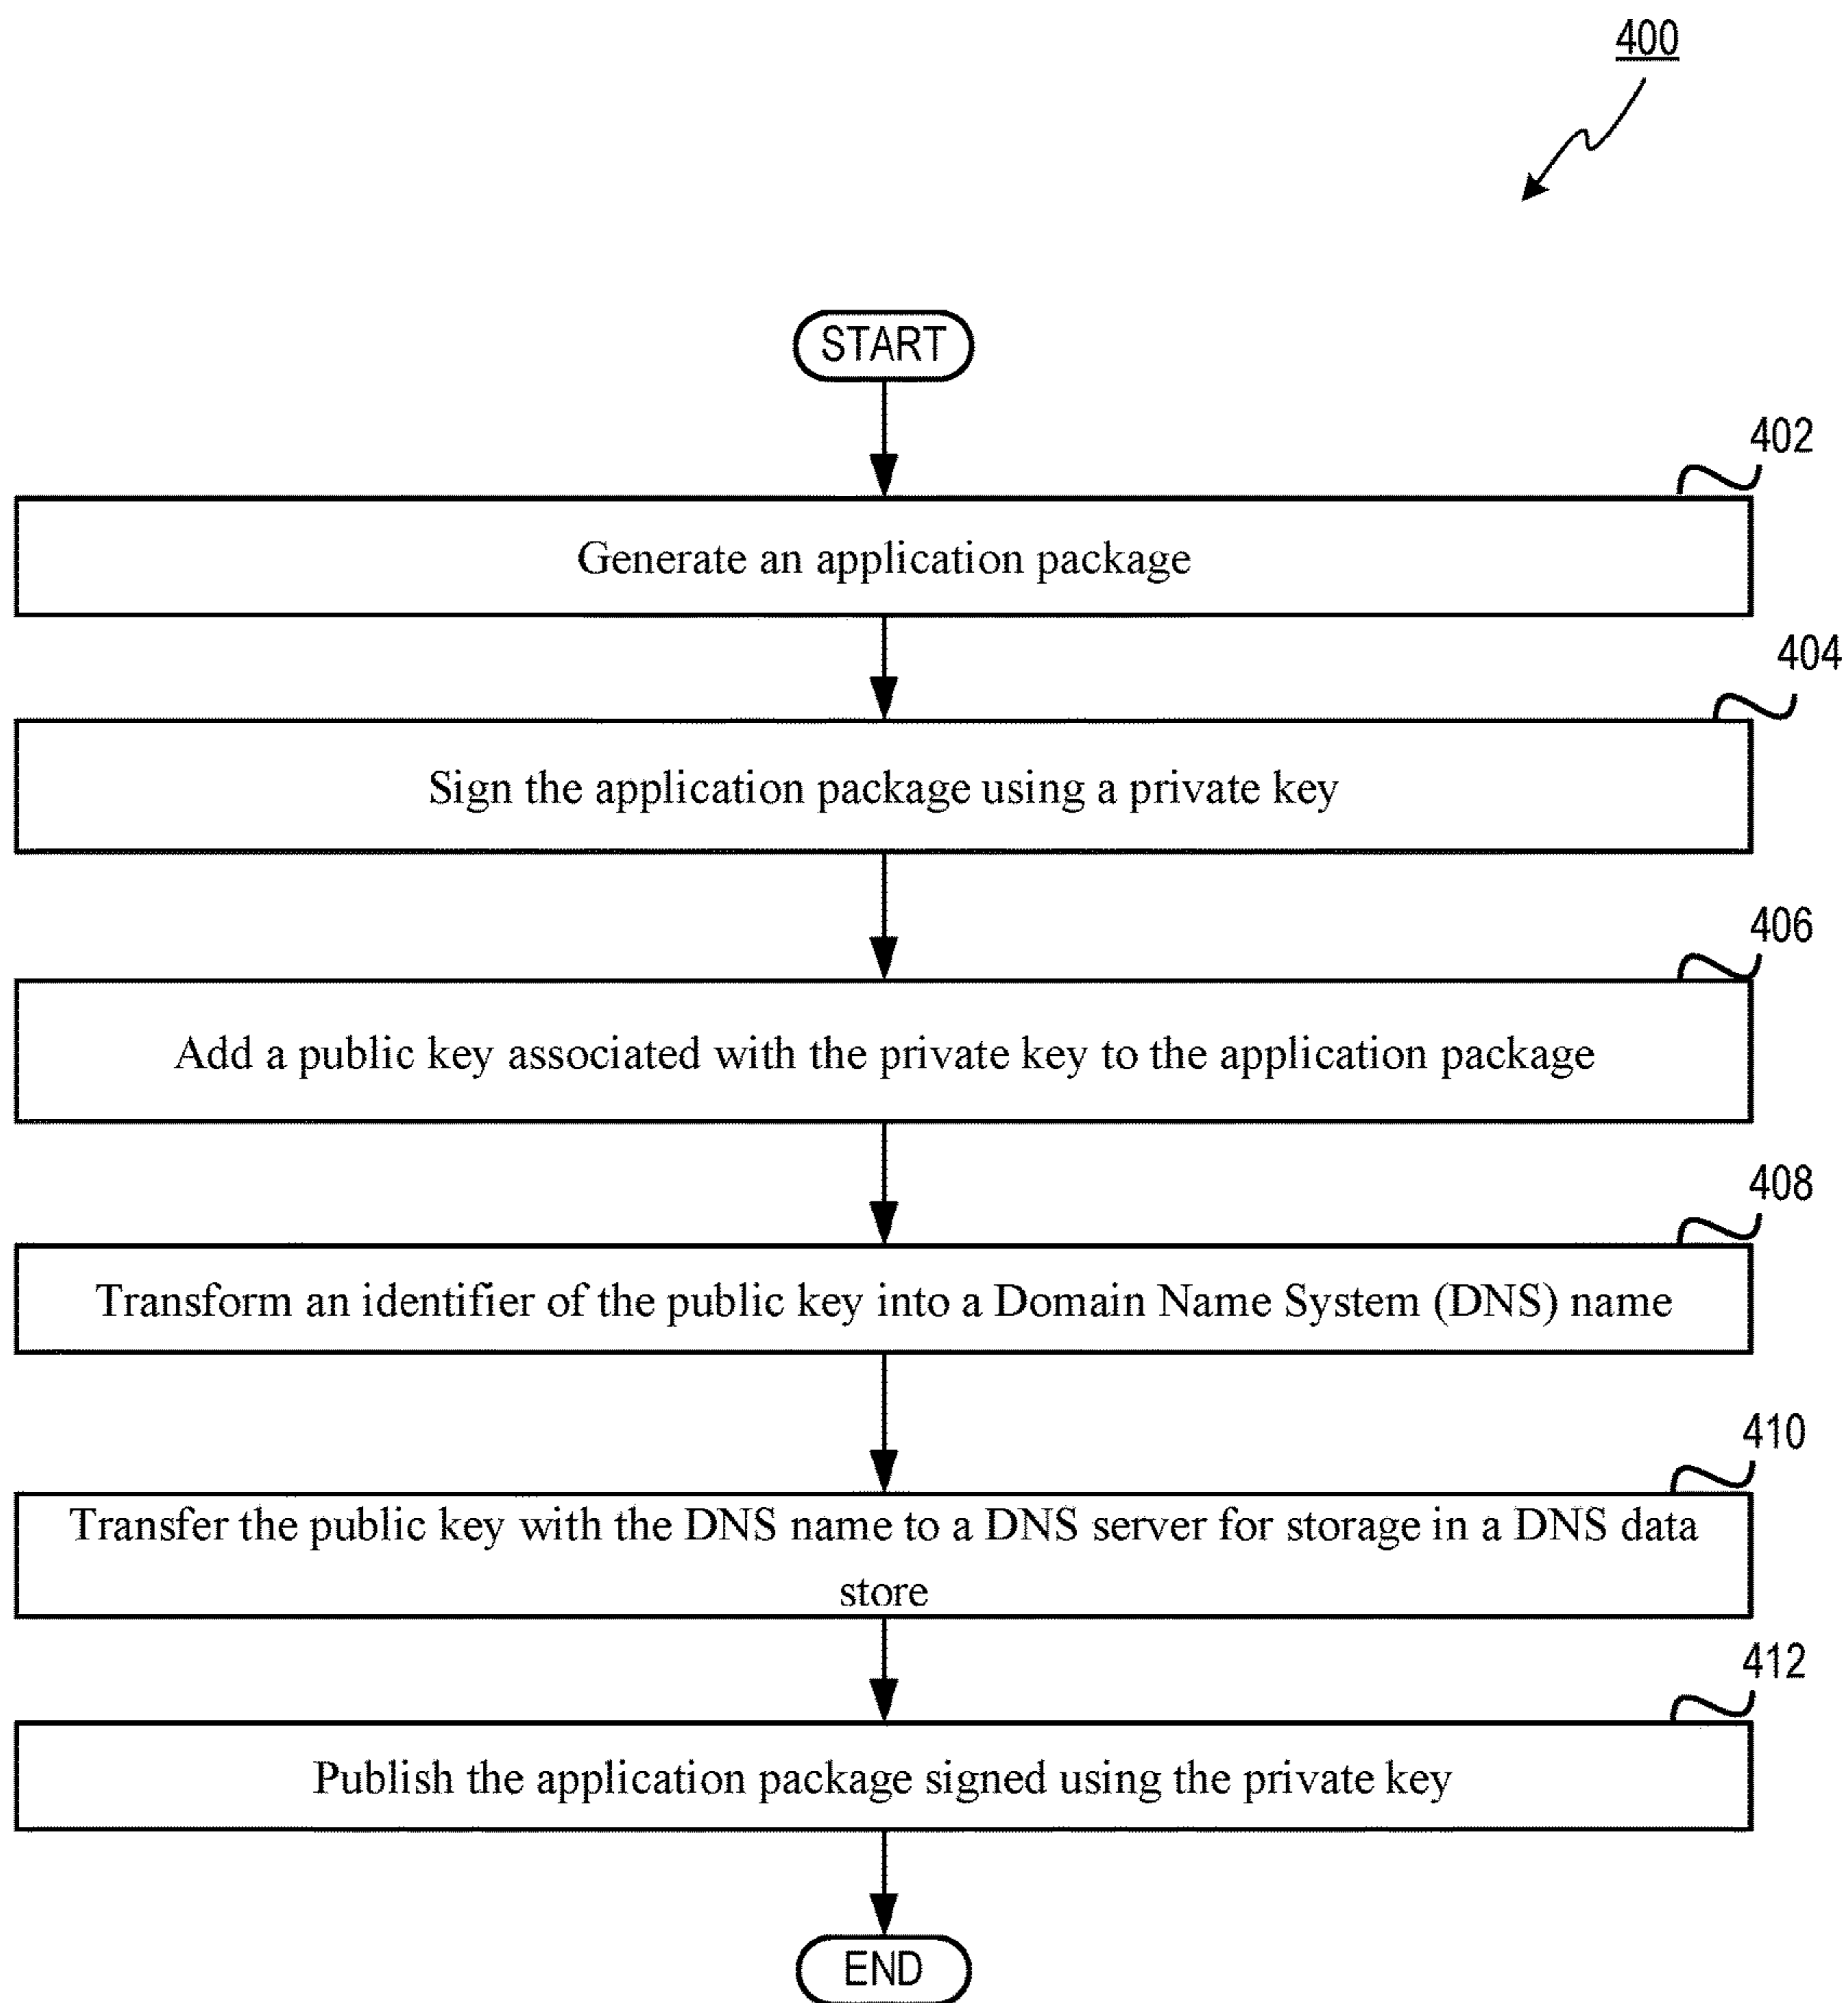 400
START
402
Generate an application package
404
Sign the application package using a private key
406
Add a public key associated with the private key to the application package
408
Transform an identifier of the public key into a Domain Name System (DNS) name
410
Transfer the public key with the DNS name to a DNS server for storage in a DNS data
store
412
Publish the application package signed using the private key
END